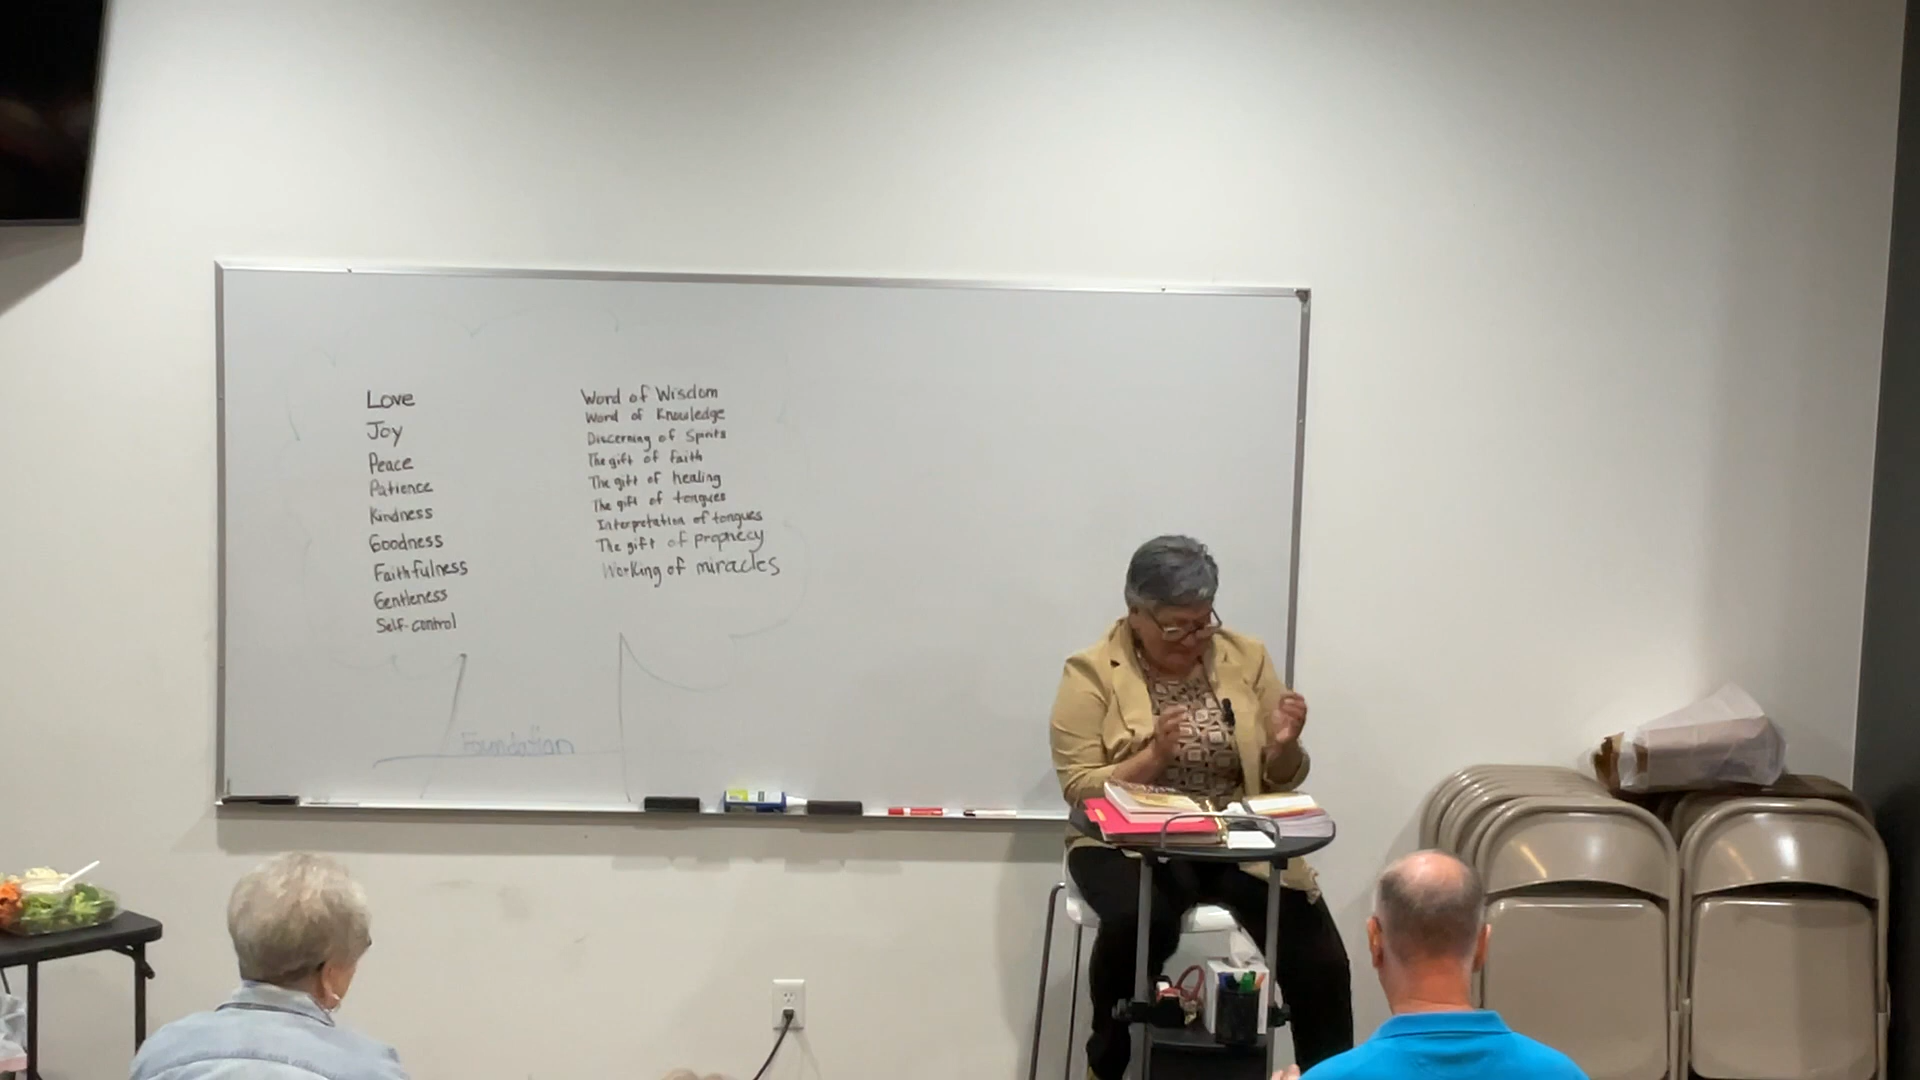 Love
Joy
Peace
Patience
Kindness
Goodness
Faithfulness
Gentleness
Self-control
Word of Wisdom
Word of Knowledge
Discerning of Spirits
The gift of Faith
The gift of healing
The gift of tongues
Interpretation of tongues
The gift of prophecy
Working of miracles
Foundation